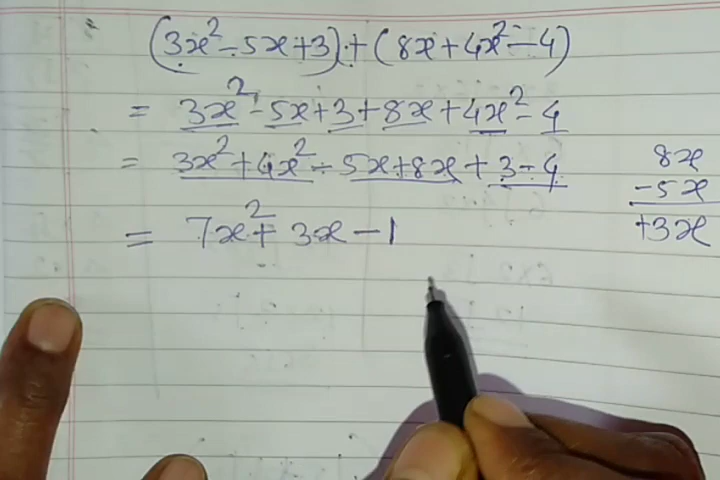 (3x² - 5x + 3) + (8x + 4x² - 4)
= 3x² - 5x + 3 + 8x + 4x² - 4
= 3x² + 4x² - 5x + 8x + 3 - 4
= 7x² + 3x - 1
8x
- 5x
+3x